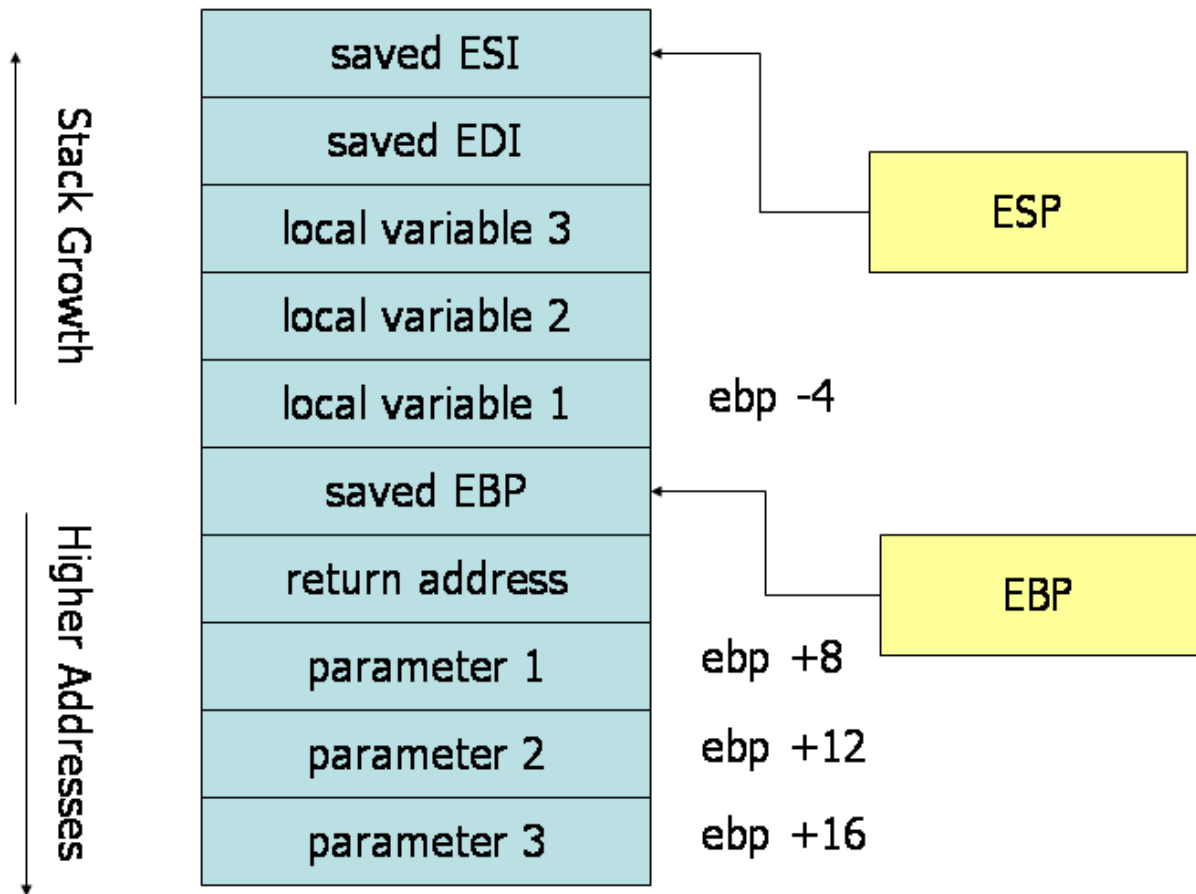 Stack Growth
Higher Addresses
saved ESI
saved EDI
local variable 3
local variable 2
local variable 1
saved EBP
return address
parameter 1
parameter 2
parameter 3
ebp -4
ebp +8
ebp +12
ebp +16
ESP
EBP